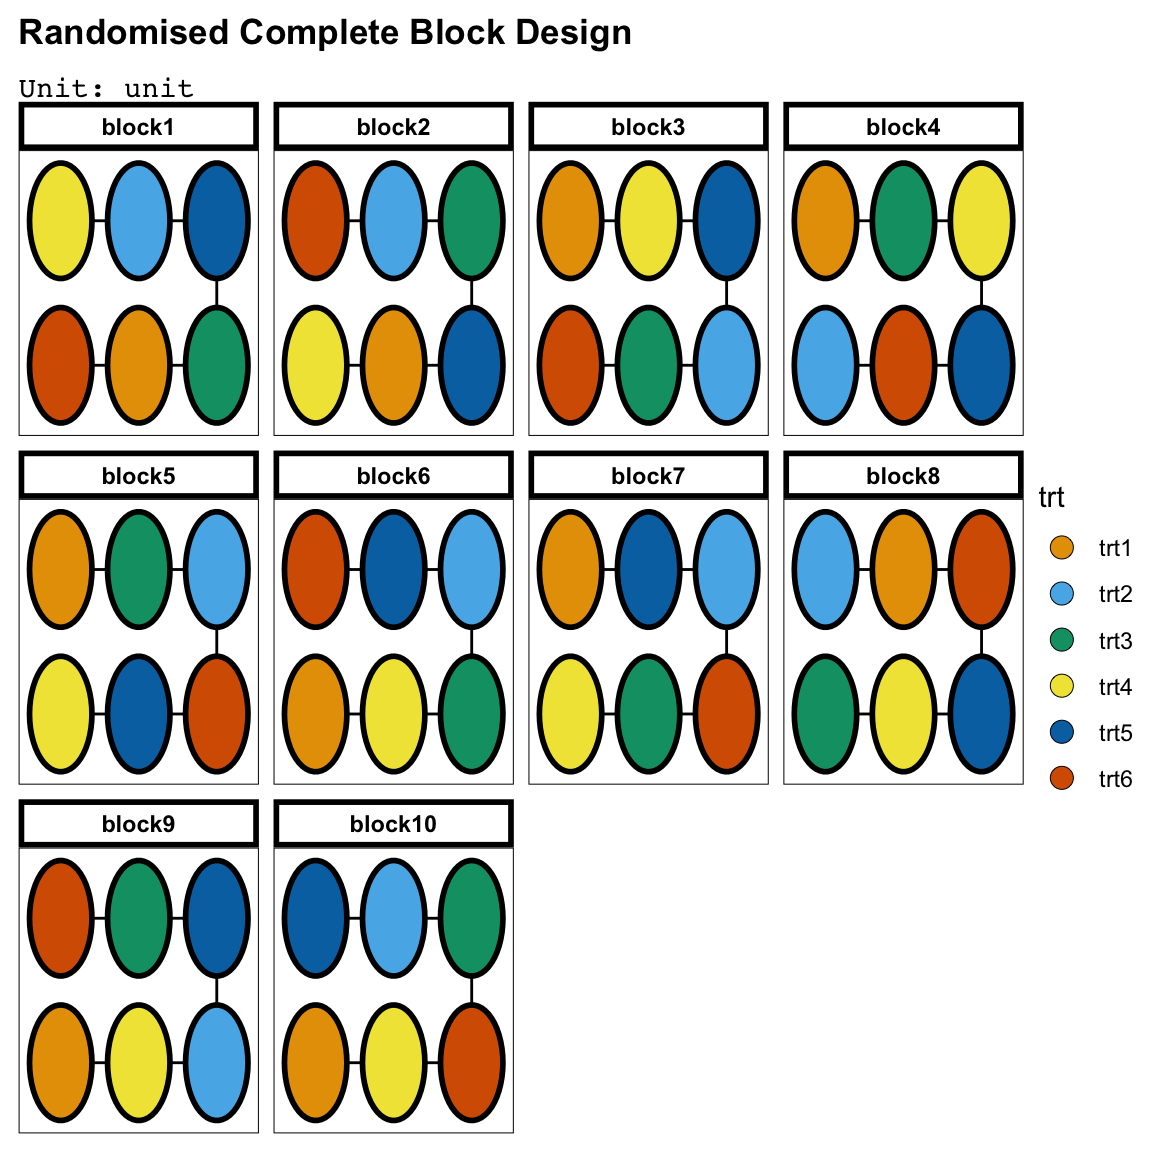 Randomised Complete Block Design
Unit: unit
block1
block2
block3
block4
block5
block6
block7
block8
block9
block10
trt
trt1
trt2
trt3
trt4
trt5
trt6